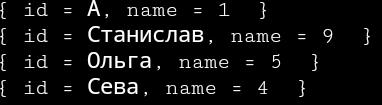 { id = А, name = 1  }
{ id = Станислав, name = 9  }
{ id = Ольга, name = 5  }
{ id = Сева, name = 4  }